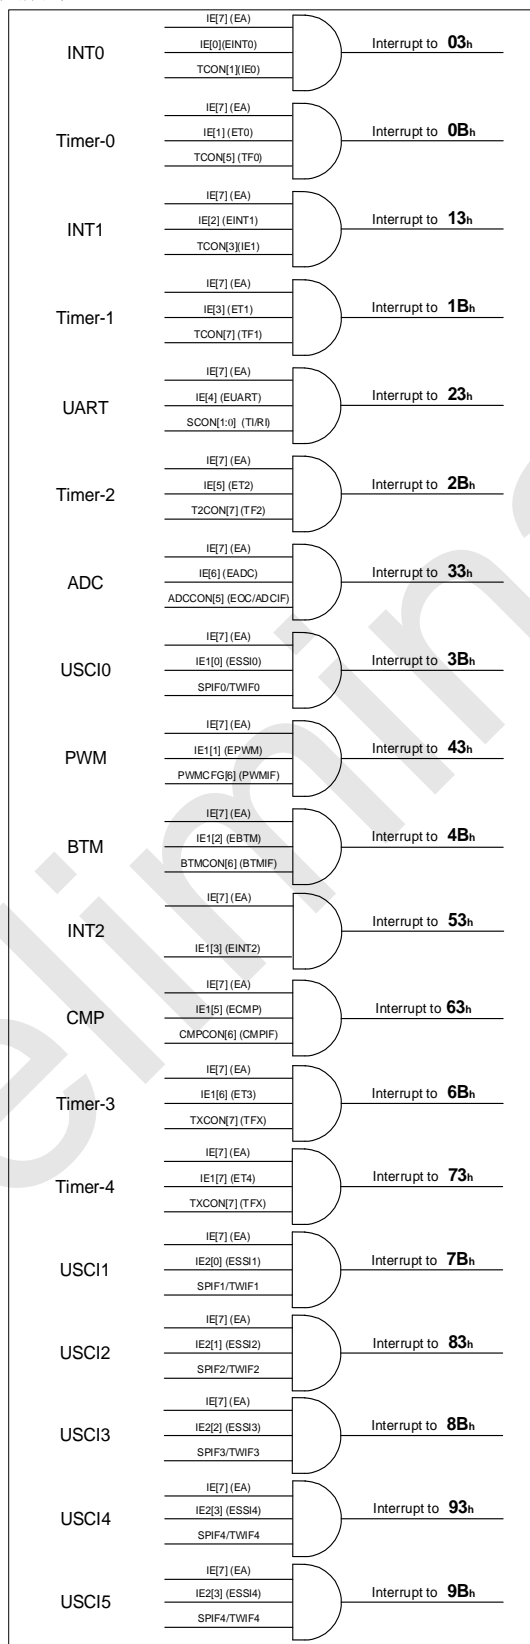 IE[7] (EA)
INT0 IE[0](EINT0) Interrupt to 03h
TCON[1](IE0)
IE[7] (EA)
Timer-0 IE[1] (ET0) Interrupt to 0Bh
TCON[5] (TF0)
IE[7] (EA)
INT1 IE[2] (EINT1) Interrupt to 13h
TCON[3](IE1)
IE[7] (EA)
Timer-1 IE[3] (ET1) Interrupt to 1Bh
TCON[7] (TF1)
IE[7] (EA)
UART IE[4] (EUART) Interrupt to 23h
SCON[1:0] (TI/RI)
IE[7] (EA)
Timer-2 IE[5] (ET2) Interrupt to 2Bh
T2CON[7] (TF2)
IE[7] (EA)
ADC IE[6] (EADC) Interrupt to 33h
ADCCON[5] (EOC/ADCIF)
IE[7] (EA)
USCI0 IE1[0] (ESSI0) Interrupt to 3Bh
SPIF0/TWIF0
IE[7] (EA)
PWM IE1[1] (EPWM) Interrupt to 43h
PWMCFG[6] (PWMIF)
IE[7] (EA)
BTM IE1[2] (EBTM) Interrupt to 4Bh
BTMCON[6] (BTMIF)
IE[7] (EA)
INT2 Interrupt to 53h
IE1[3] (EINT2)
IE[7] (EA)
CMP IE1[5] (ECMP) Interrupt to 63h
CMPCON[6] (CMPIF)
IE[7] (EA)
Timer-3 IE1[6] (ET3) Interrupt to 6Bh
TXCON[7] (TFX)
IE[7] (EA)
Timer-4 IE1[7] (ET4) Interrupt to 73h
TXCON[7] (TFX)
IE[7] (EA)
USCI1 IE2[0] (ESSI1) Interrupt to 7Bh
SPIF1/TWIF1
IE[7] (EA)
USCI2 IE2[1] (ESSI2) Interrupt to 83h
SPIF2/TWIF2
IE[7] (EA)
USCI3 IE2[2] (ESSI3) Interrupt to 8Bh
SPIF3/TWIF3
IE[7] (EA)
USCI4 IE2[3] (ESSI4) Interrupt to 93h
SPIF4/TWIF4
IE[7] (EA)
USCI5 IE2[3] (ESSI4) Interrupt to 9Bh
SPIF4/TWIF4
elimina